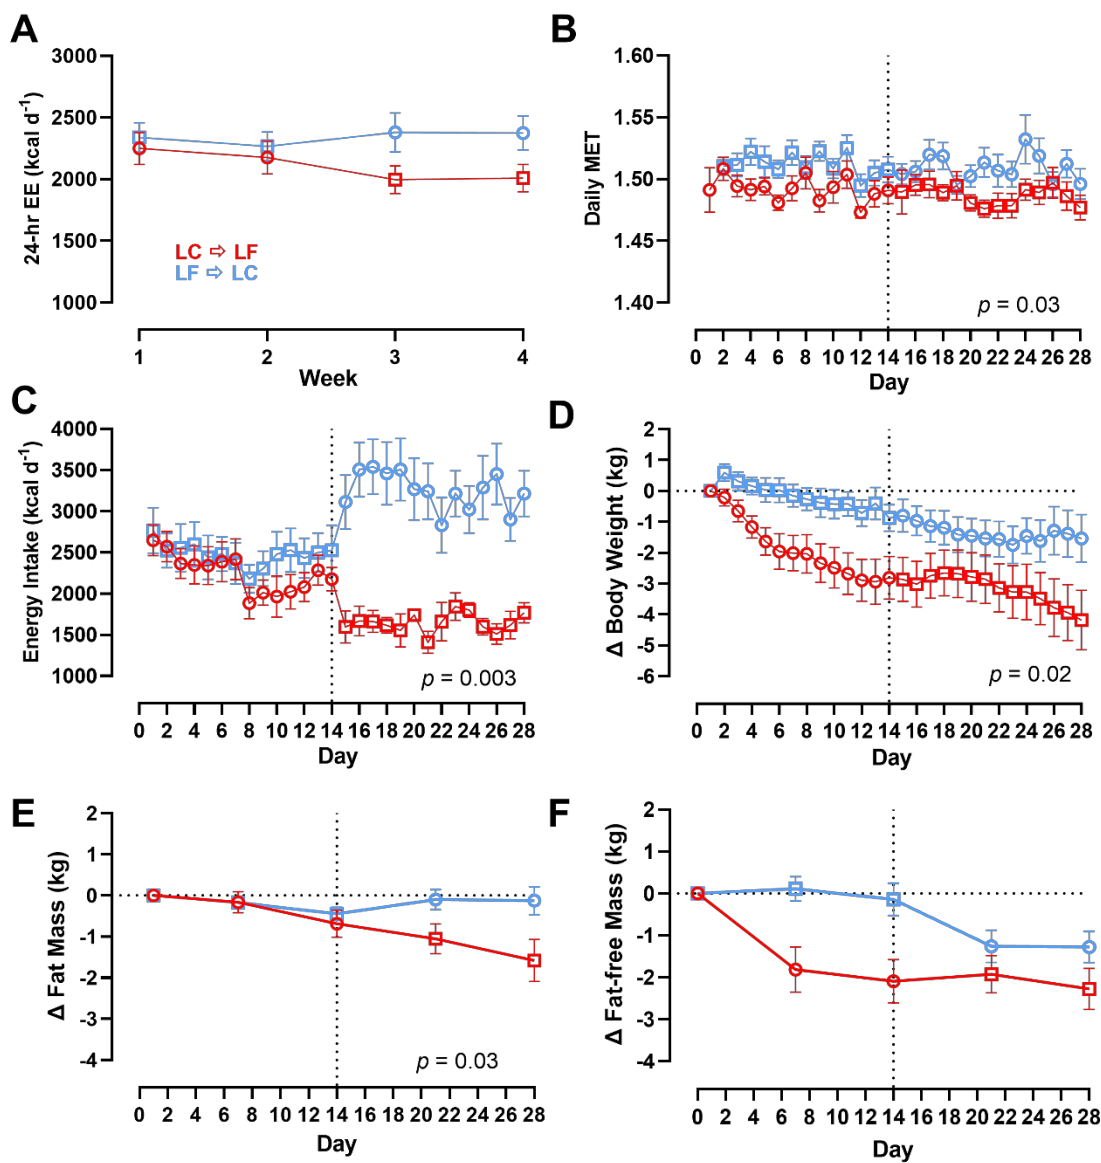 A
24-hr EE (kcal d⁻¹)
3000
2500
2000
1500
1000
LC ⇨ LF
LF ⇨ LC
1 2 3 4
Week
B
Daily MET
1.60
1.55
1.50
1.45
1.40
p = 0.03
0 2 4 6 8 10 12 14 16 18 20 22 24 26 28
Day
C
Energy Intake (kcal d⁻¹)
4000
3500
3000
2500
2000
1500
1000
p = 0.003
0 2 4 6 8 10 12 14 16 18 20 22 24 26 28
Day
D
Δ Body Weight (kg)
2
1
0
-1
-2
-3
-4
-5
-6
p = 0.02
0 2 4 6 8 10 12 14 16 18 20 22 24 26 28
Day
E
Δ Fat Mass (kg)
2
1
0
-1
-2
-3
-4
p = 0.03
0 2 4 6 8 10 12 14 16 18 20 22 24 26 28
Day
F
Δ Fat-free Mass (kg)
2
1
0
-1
-2
-3
-4
0 2 4 6 8 10 12 14 16 18 20 22 24 26 28
Day